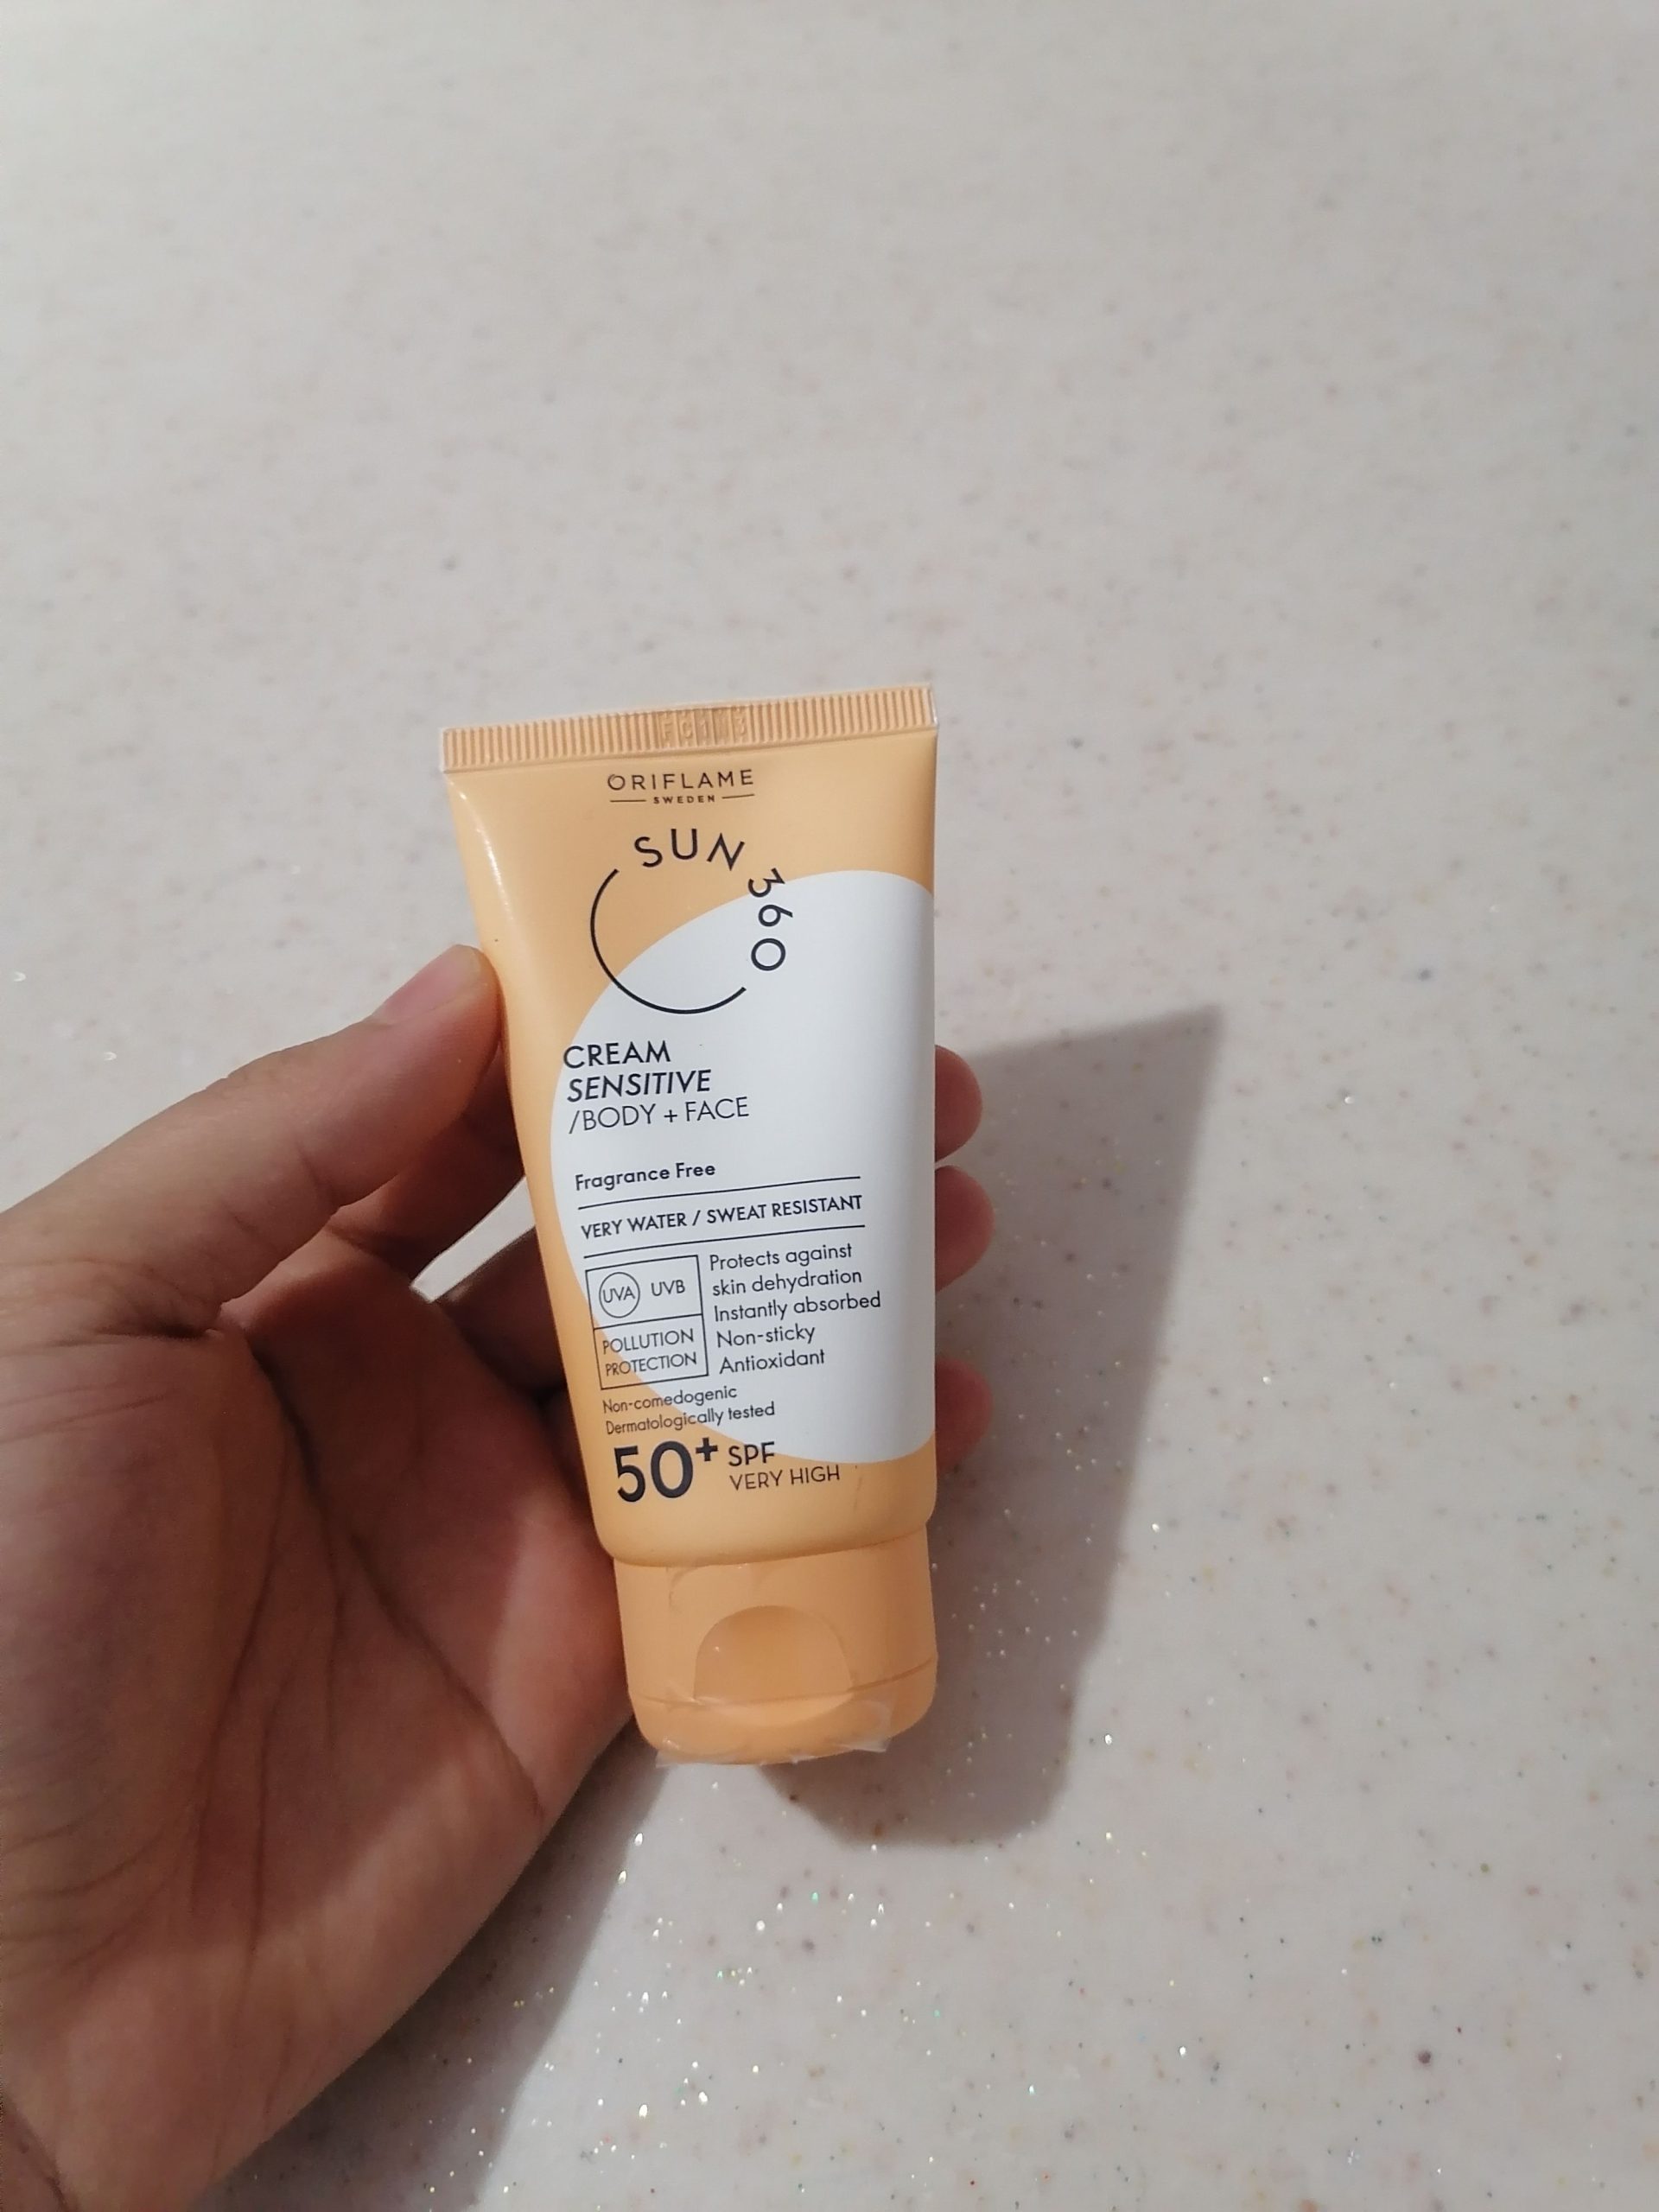 ORIFLAME
SWEDEN
SUN 360
CREAM
SENSITIVE
/BODY + FACE
Fragrance Free
VERY WATER / SWEAT RESISTANT
UVA UVB
POLLUTION
PROTECTION
Protects against
skin dehydration
Instantly absorbed
Non-sticky
Antioxidant
Non-comedogenic
Dermatologically tested
50+ SPF
VERY HIGH